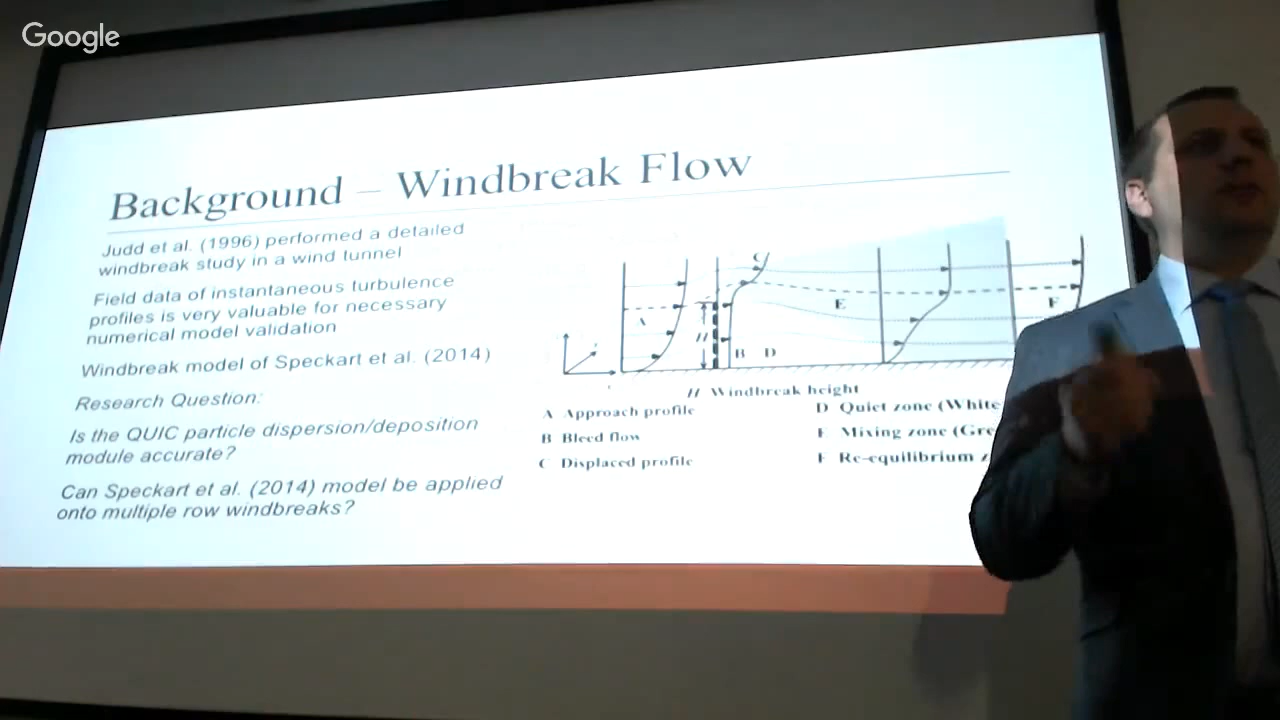 Google
Background – Windbreak Flow
Judd et al. (1996) performed a detailed
windbreak study in a wind tunnel
Field data of instantaneous turbulence
profiles is very valuable for necessary
numerical model validation
Windbreak model of Speckart et al. (2014)
Research Question:
Is the QUIC particle dispersion/deposition
module accurate?
Can Speckart et al. (2014) model be applied
onto multiple row windbreaks?
A
H
B D
C
E
F
H Windbreak height
A Approach profile
B Bleed flow
C Displaced profile
D Quiet zone (White
E Mixing zone (Gre
F Re-equilibrium z